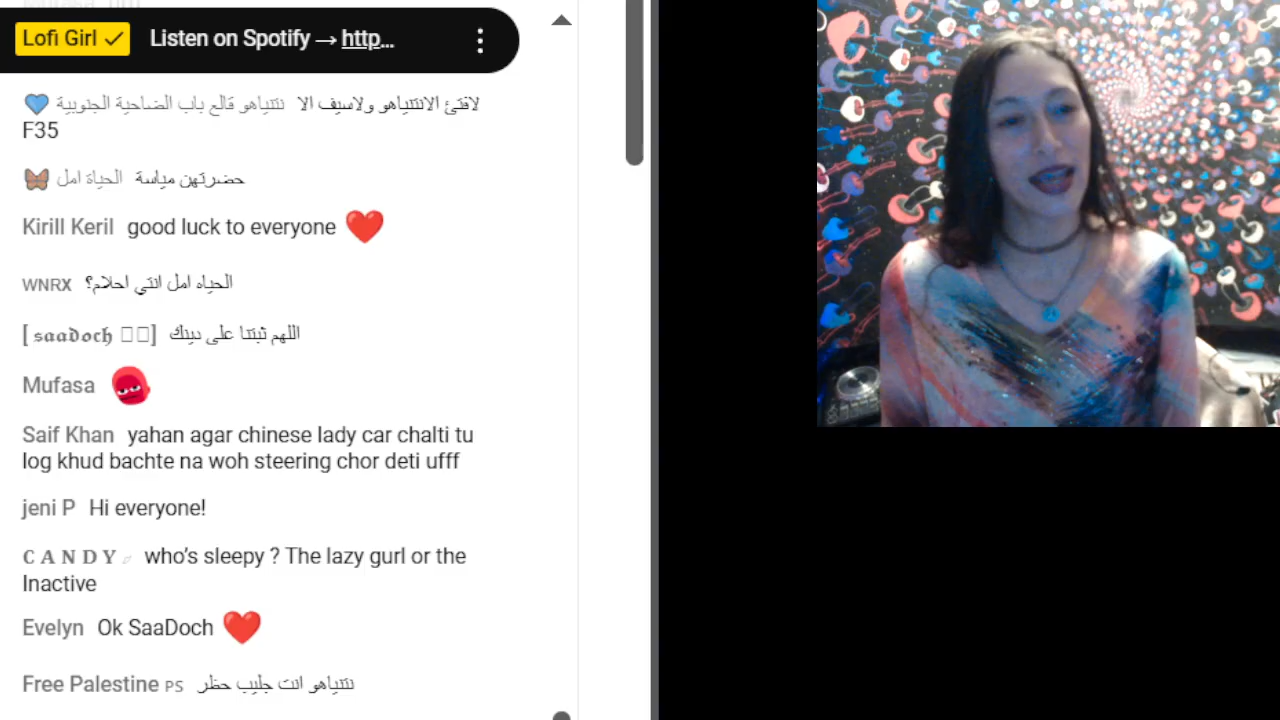 Lofi Girl ✓ Listen on Spotify → http...
نتنياهو قالع باب الضاحية الجنوبية 💙 لافتئ الانتنياهو ولاسيف الا
F35
الحياة امل 🦋 حضرتهن مياسة
Kirill Keril good luck to everyone ❤️
WNRX الحياه امل انتي احلام؟
[ 𝖘𝖆𝖆𝖉𝖔𝖈𝖍 ] اللهم ثبتنا على دينك
Mufasa
Saif Khan yahan agar chinese lady car chalti tu
log khud bachte na woh steering chor deti ufff
jeni P Hi everyone!
C A N D Y who’s sleepy ? The lazy gurl or the
Inactive
Evelyn Ok SaaDoch ❤️
Free Palestine PS نتنياهو انت جليب حظر